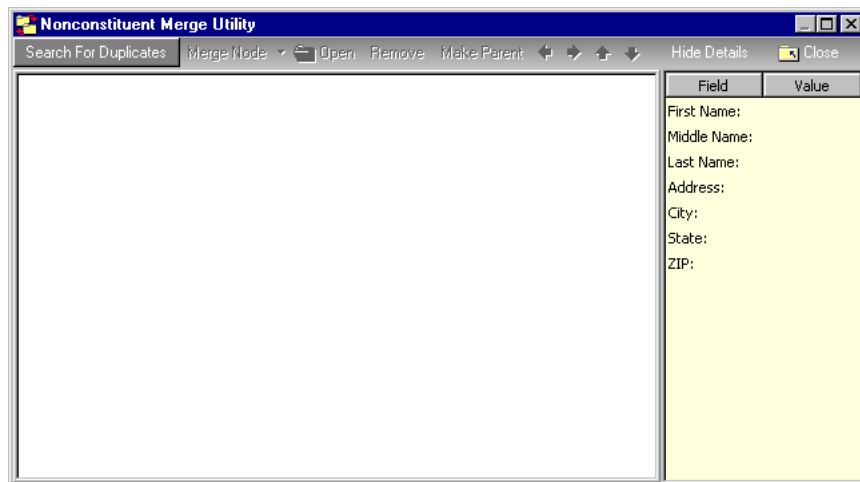 Nonconstituent Merge Utility
Search For Duplicates Merge Node Open Remove Make Parent Hide Details Close
Field Value
First Name:
Middle Name:
Last Name:
Address:
City:
State:
ZIP: